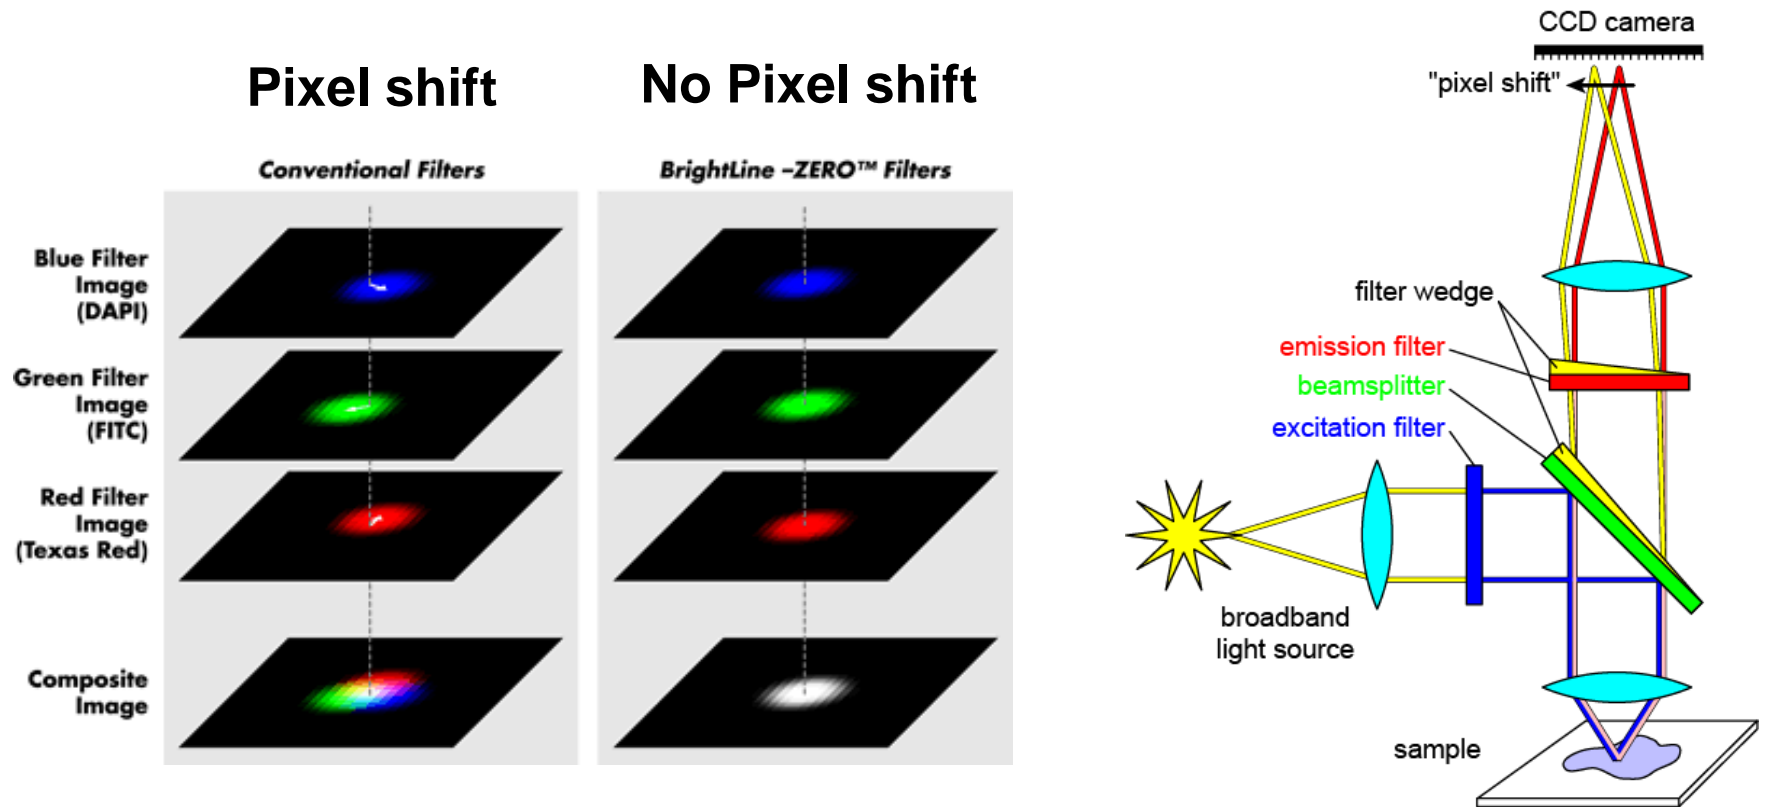 Pixel shift
No Pixel shift
Conventional Filters
BrightLine –ZERO™ Filters
Blue Filter
Image
(DAPI)
Green Filter
Image
(FITC)
Red Filter
Image
(Texas Red)
Composite
Image
CCD camera
"pixel shift"
filter wedge
emission filter
beamsplitter
excitation filter
broadband
light source
sample